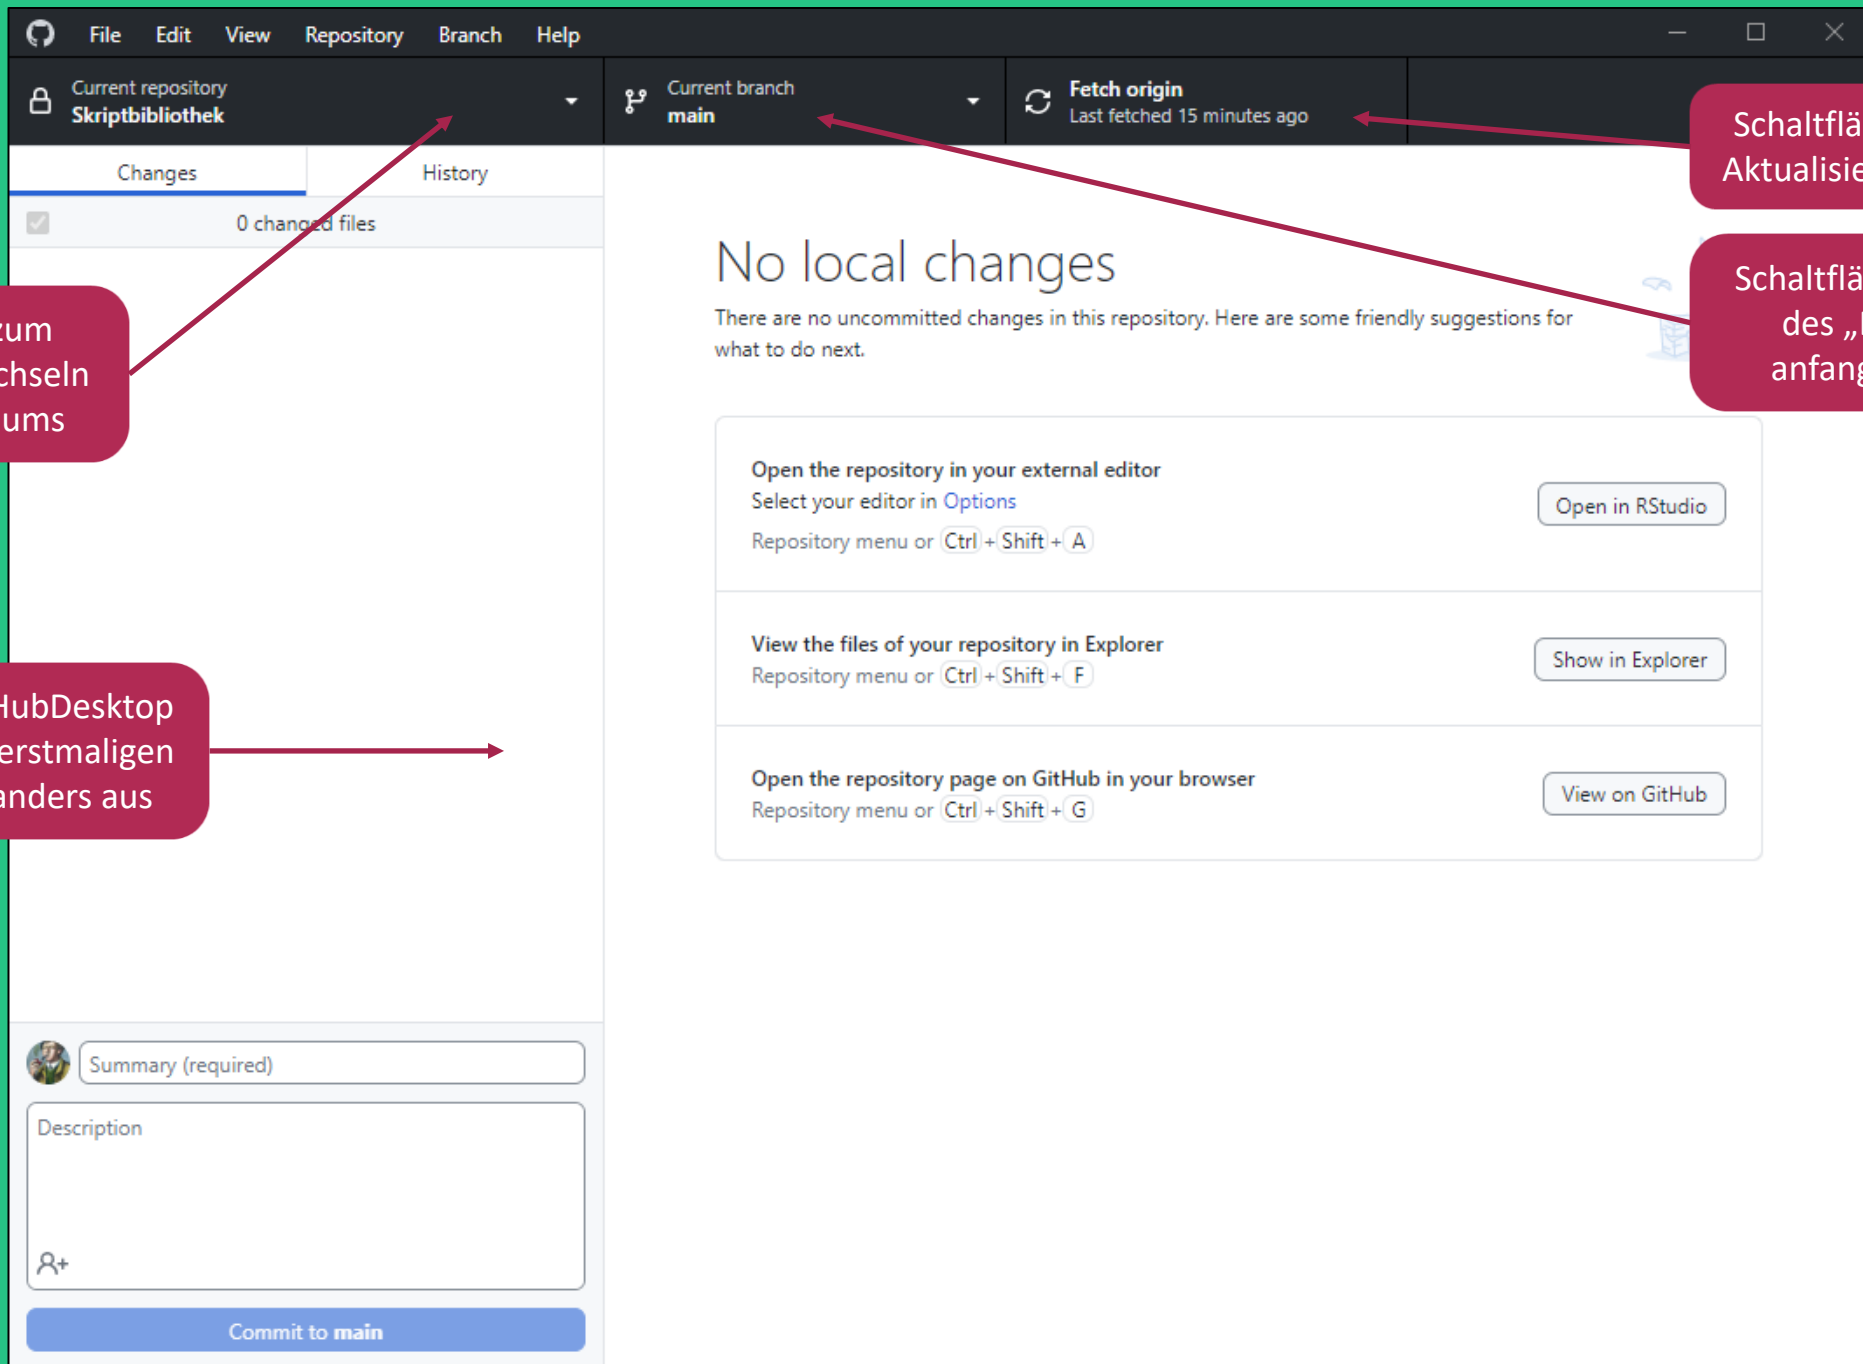 File Edit View Repository Branch Help
Current repository
Skriptbibliothek
Current branch
main
Fetch origin
Last fetched 15 minutes ago
Changes History
0 changed files
zum
chseln
ums
HubDesktop
erstmaligen
anders aus
Summary (required)
Description
Commit to main
No local changes
There are no uncommitted changes in this repository. Here are some friendly suggestions for
what to do next.
Open the repository in your external editor
Select your editor in Options
Repository menu or Ctrl + Shift + A
Open in RStudio
View the files of your repository in Explorer
Repository menu or Ctrl + Shift + F
Show in Explorer
Open the repository page on GitHub in your browser
Repository menu or Ctrl + Shift + G
View on GitHub
Schaltflä
Aktualisie
Schaltflä
des „
anfang